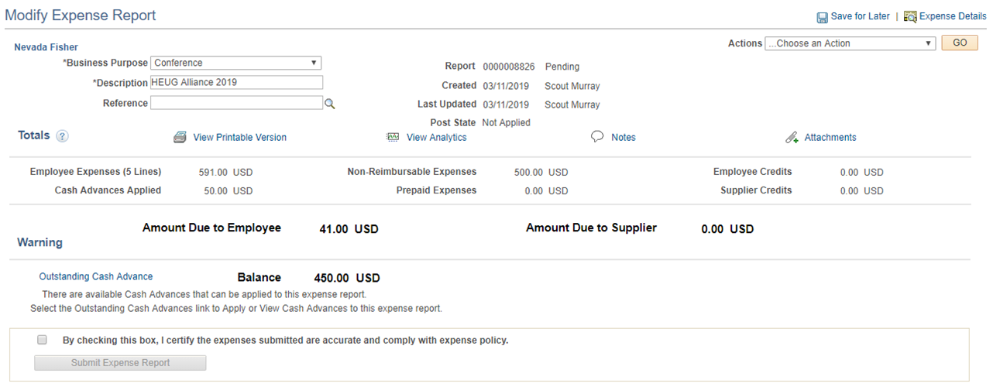 Modify Expense Report
Save for Later | Expense Details
Nevada Fisher
Actions ...Choose an Action GO
*Business Purpose Conference
Report 0000008826 Pending
*Description HEUG Alliance 2019
Created 03/11/2019 Scout Murray
Reference
Last Updated 03/11/2019 Scout Murray
Post State Not Applied
Totals ? View Printable Version View Analytics Notes Attachments
Employee Expenses (5 Lines) 591.00 USD Non-Reimbursable Expenses 500.00 USD Employee Credits 0.00 USD
Cash Advances Applied 50.00 USD Prepaid Expenses 0.00 USD Supplier Credits 0.00 USD
Amount Due to Employee 41.00 USD Amount Due to Supplier 0.00 USD
Warning
Outstanding Cash Advance Balance 450.00 USD
There are available Cash Advances that can be applied to this expense report.
Select the Outstanding Cash Advances link to Apply or View Cash Advances to this expense report.
By checking this box, I certify the expenses submitted are accurate and comply with expense policy.
Submit Expense Report